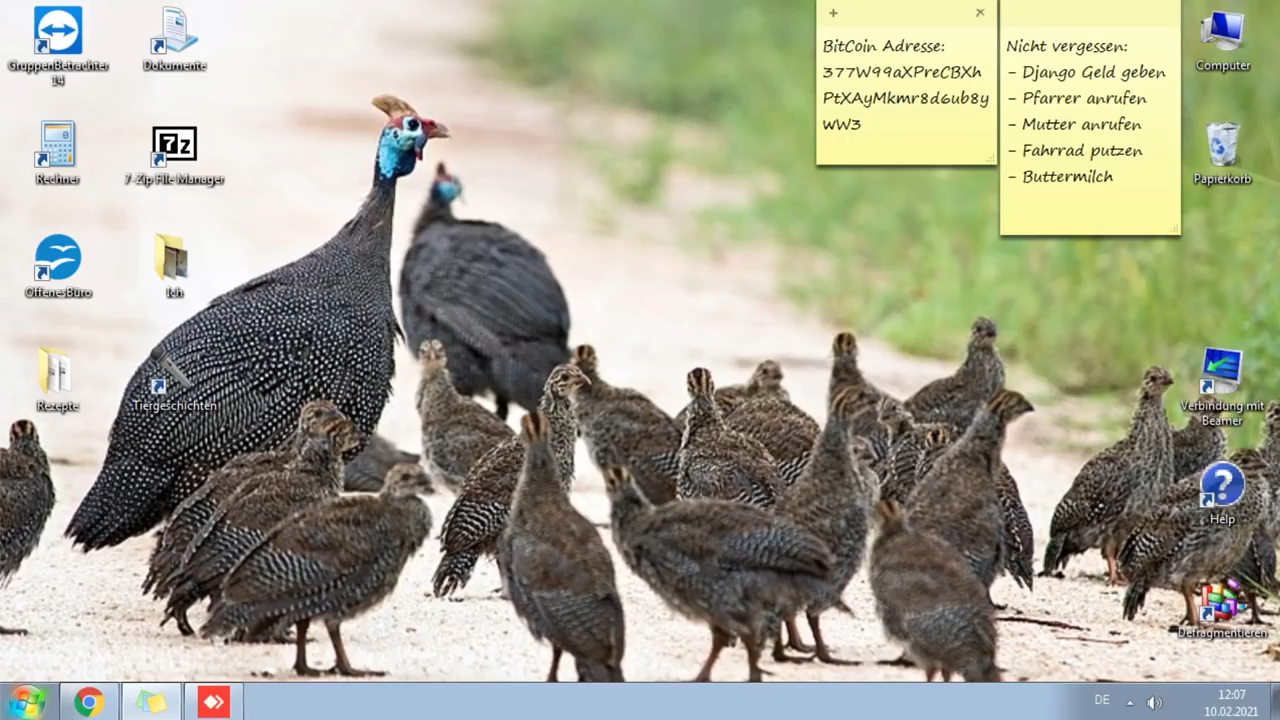 GruppenBetrachter
14
Dokumente
Rechner
7-Zip File Manager
7z
OffenesBüro
Ich
Rezepte
Tiergeschichten
+ ×
BitCoin Adresse:
377W99aXPreCBXh
PtXAyMkmr8d6ub8y
WW3
Nicht vergessen:
- Django Geld geben
- Pfarrer anrufen
- Mutter anrufen
- Fahrrad putzen
- Buttermilch
Computer
Papierkorb
Verbindung mit
Beamer
?
Help
Defragmentieren
DE
12:07
10.02.2021